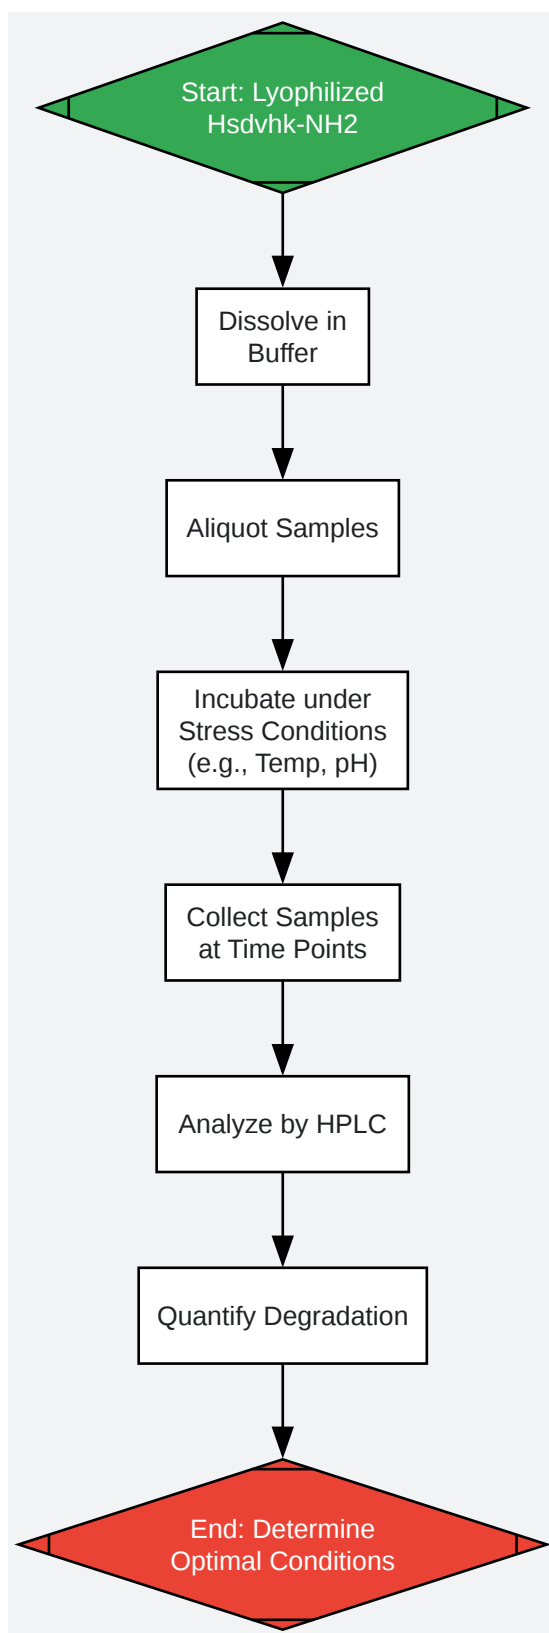 Start: Lyophilized
Hsdvhk-NH2
Dissolve in
Buffer
Aliquot Samples
Incubate under
Stress Conditions
(e.g., Temp, pH)
Collect Samples
at Time Points
Analyze by HPLC
Quantify Degradation
End: Determine
Optimal Conditions